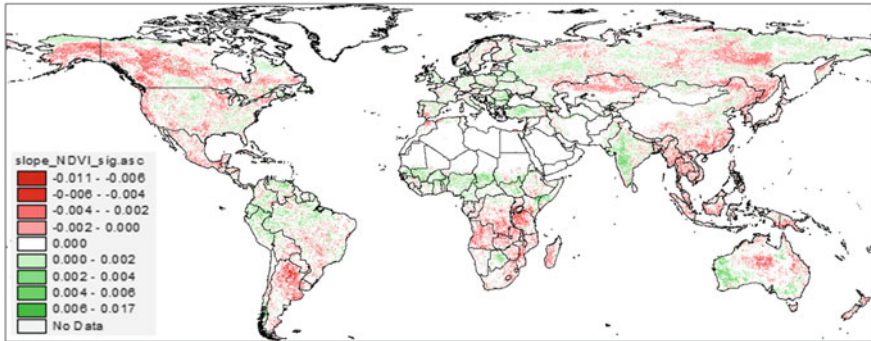 slope_NDVI_sig.asc
-0.011 - -0.006
-0.006 - -0.004
-0.004 - -0.002
-0.002 - 0.000
0.000
0.000 - 0.002
0.002 - 0.004
0.004 - 0.006
0.006 - 0.017
No Data